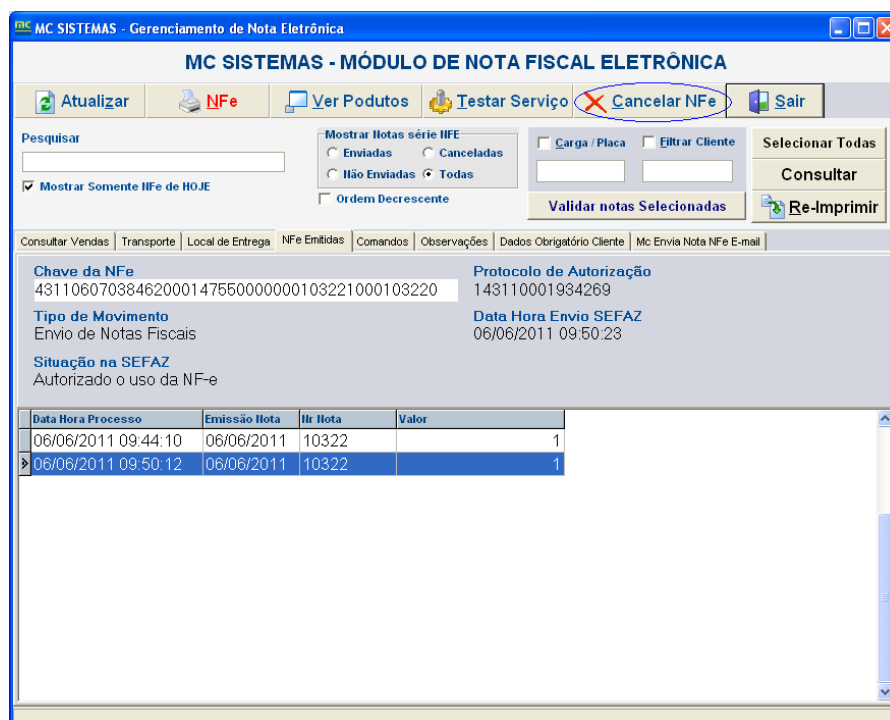 mc MC SISTEMAS - Gerenciamento de Nota Eletrônica
MC SISTEMAS - MÓDULO DE NOTA FISCAL ELETRÔNICA
Atualizar NFe Ver Podutos Testar Serviço Cancelar NFe Sair
Pesquisar
Mostrar Somente NFe de HOJE
Mostrar Notas série NFE
Enviadas Canceladas
Não Enviadas Todas
Ordem Decrescente
Carga / Placa Filtrar Cliente
Validar notas Selecionadas
Selecionar Todas
Consultar
Re-Imprimir
Consultar Vendas Transporte Local de Entrega NFe Emitidas Comandos Observações Dados Obrigatório Cliente Mc Envia Nota NFe E-mail
Chave da NFe
43110607038462000147550000000103221000103220
Protocolo de Autorização
143110001934269
Tipo de Movimento
Envio de Notas Fiscais
Data Hora Envio SEFAZ
06/06/2011 09:50:23
Situação na SEFAZ
Autorizado o uso da NF-e
Data Hora Processo Emissão Nota Nr Nota Valor
06/06/2011 09:44:10 06/06/2011 10322 1
06/06/2011 09:50:12 06/06/2011 10322 1